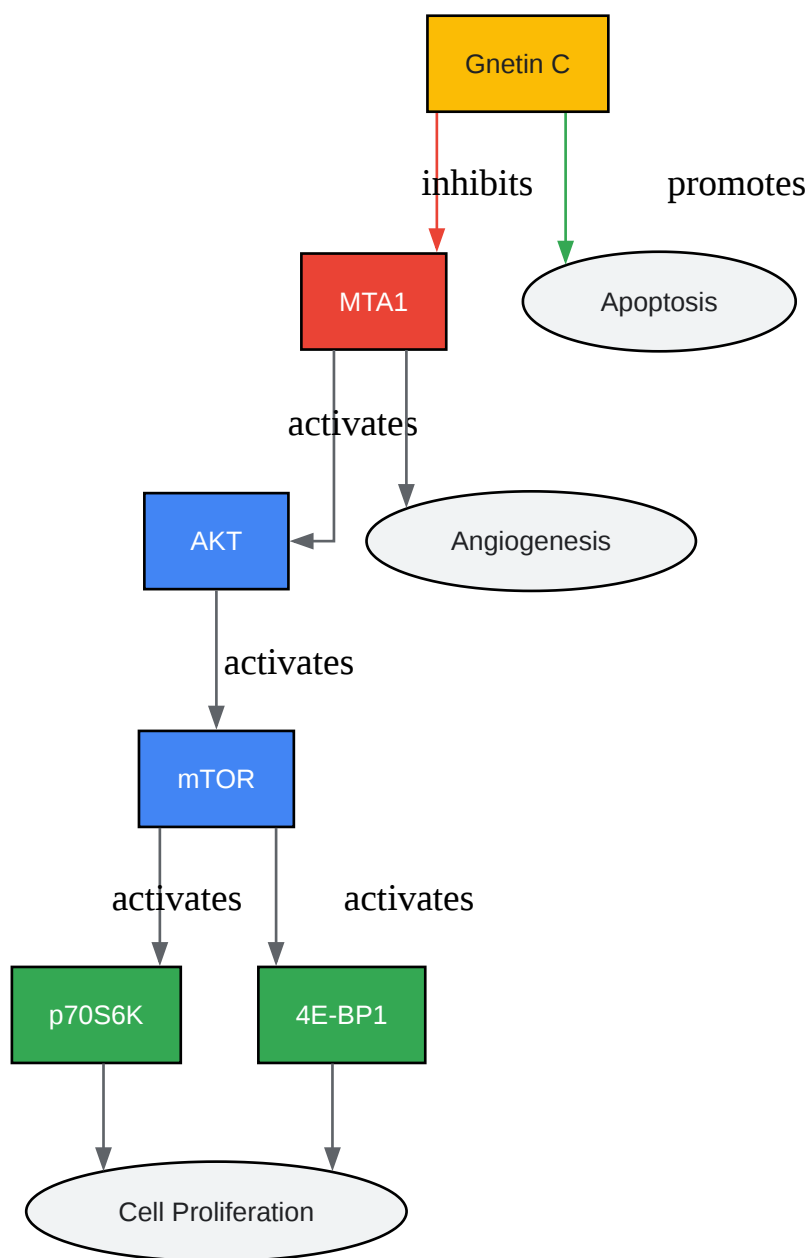 Gnetin C
inhibits
promotes
MTA1
Apoptosis
activates
AKT
Angiogenesis
activates
mTOR
activates
activates
p70S6K
4E-BP1
Cell Proliferation